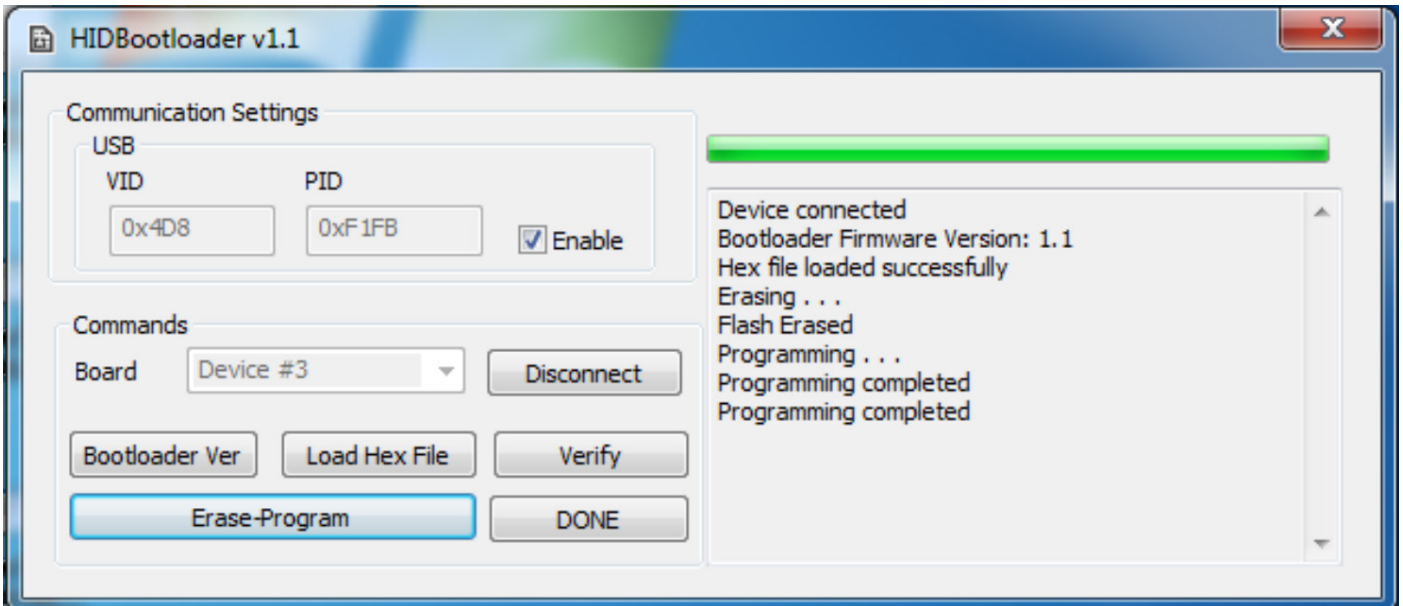 HIDBootloader v1.1
Communication Settings
USB
VID PID
0x4D8 0xF1FB Enable
Commands
Board Device #3 Disconnect
Bootloader Ver Load Hex File Verify
Erase-Program DONE
Device connected
Bootloader Firmware Version: 1.1
Hex file loaded successfully
Erasing . . .
Flash Erased
Programming . . .
Programming completed
Programming completed